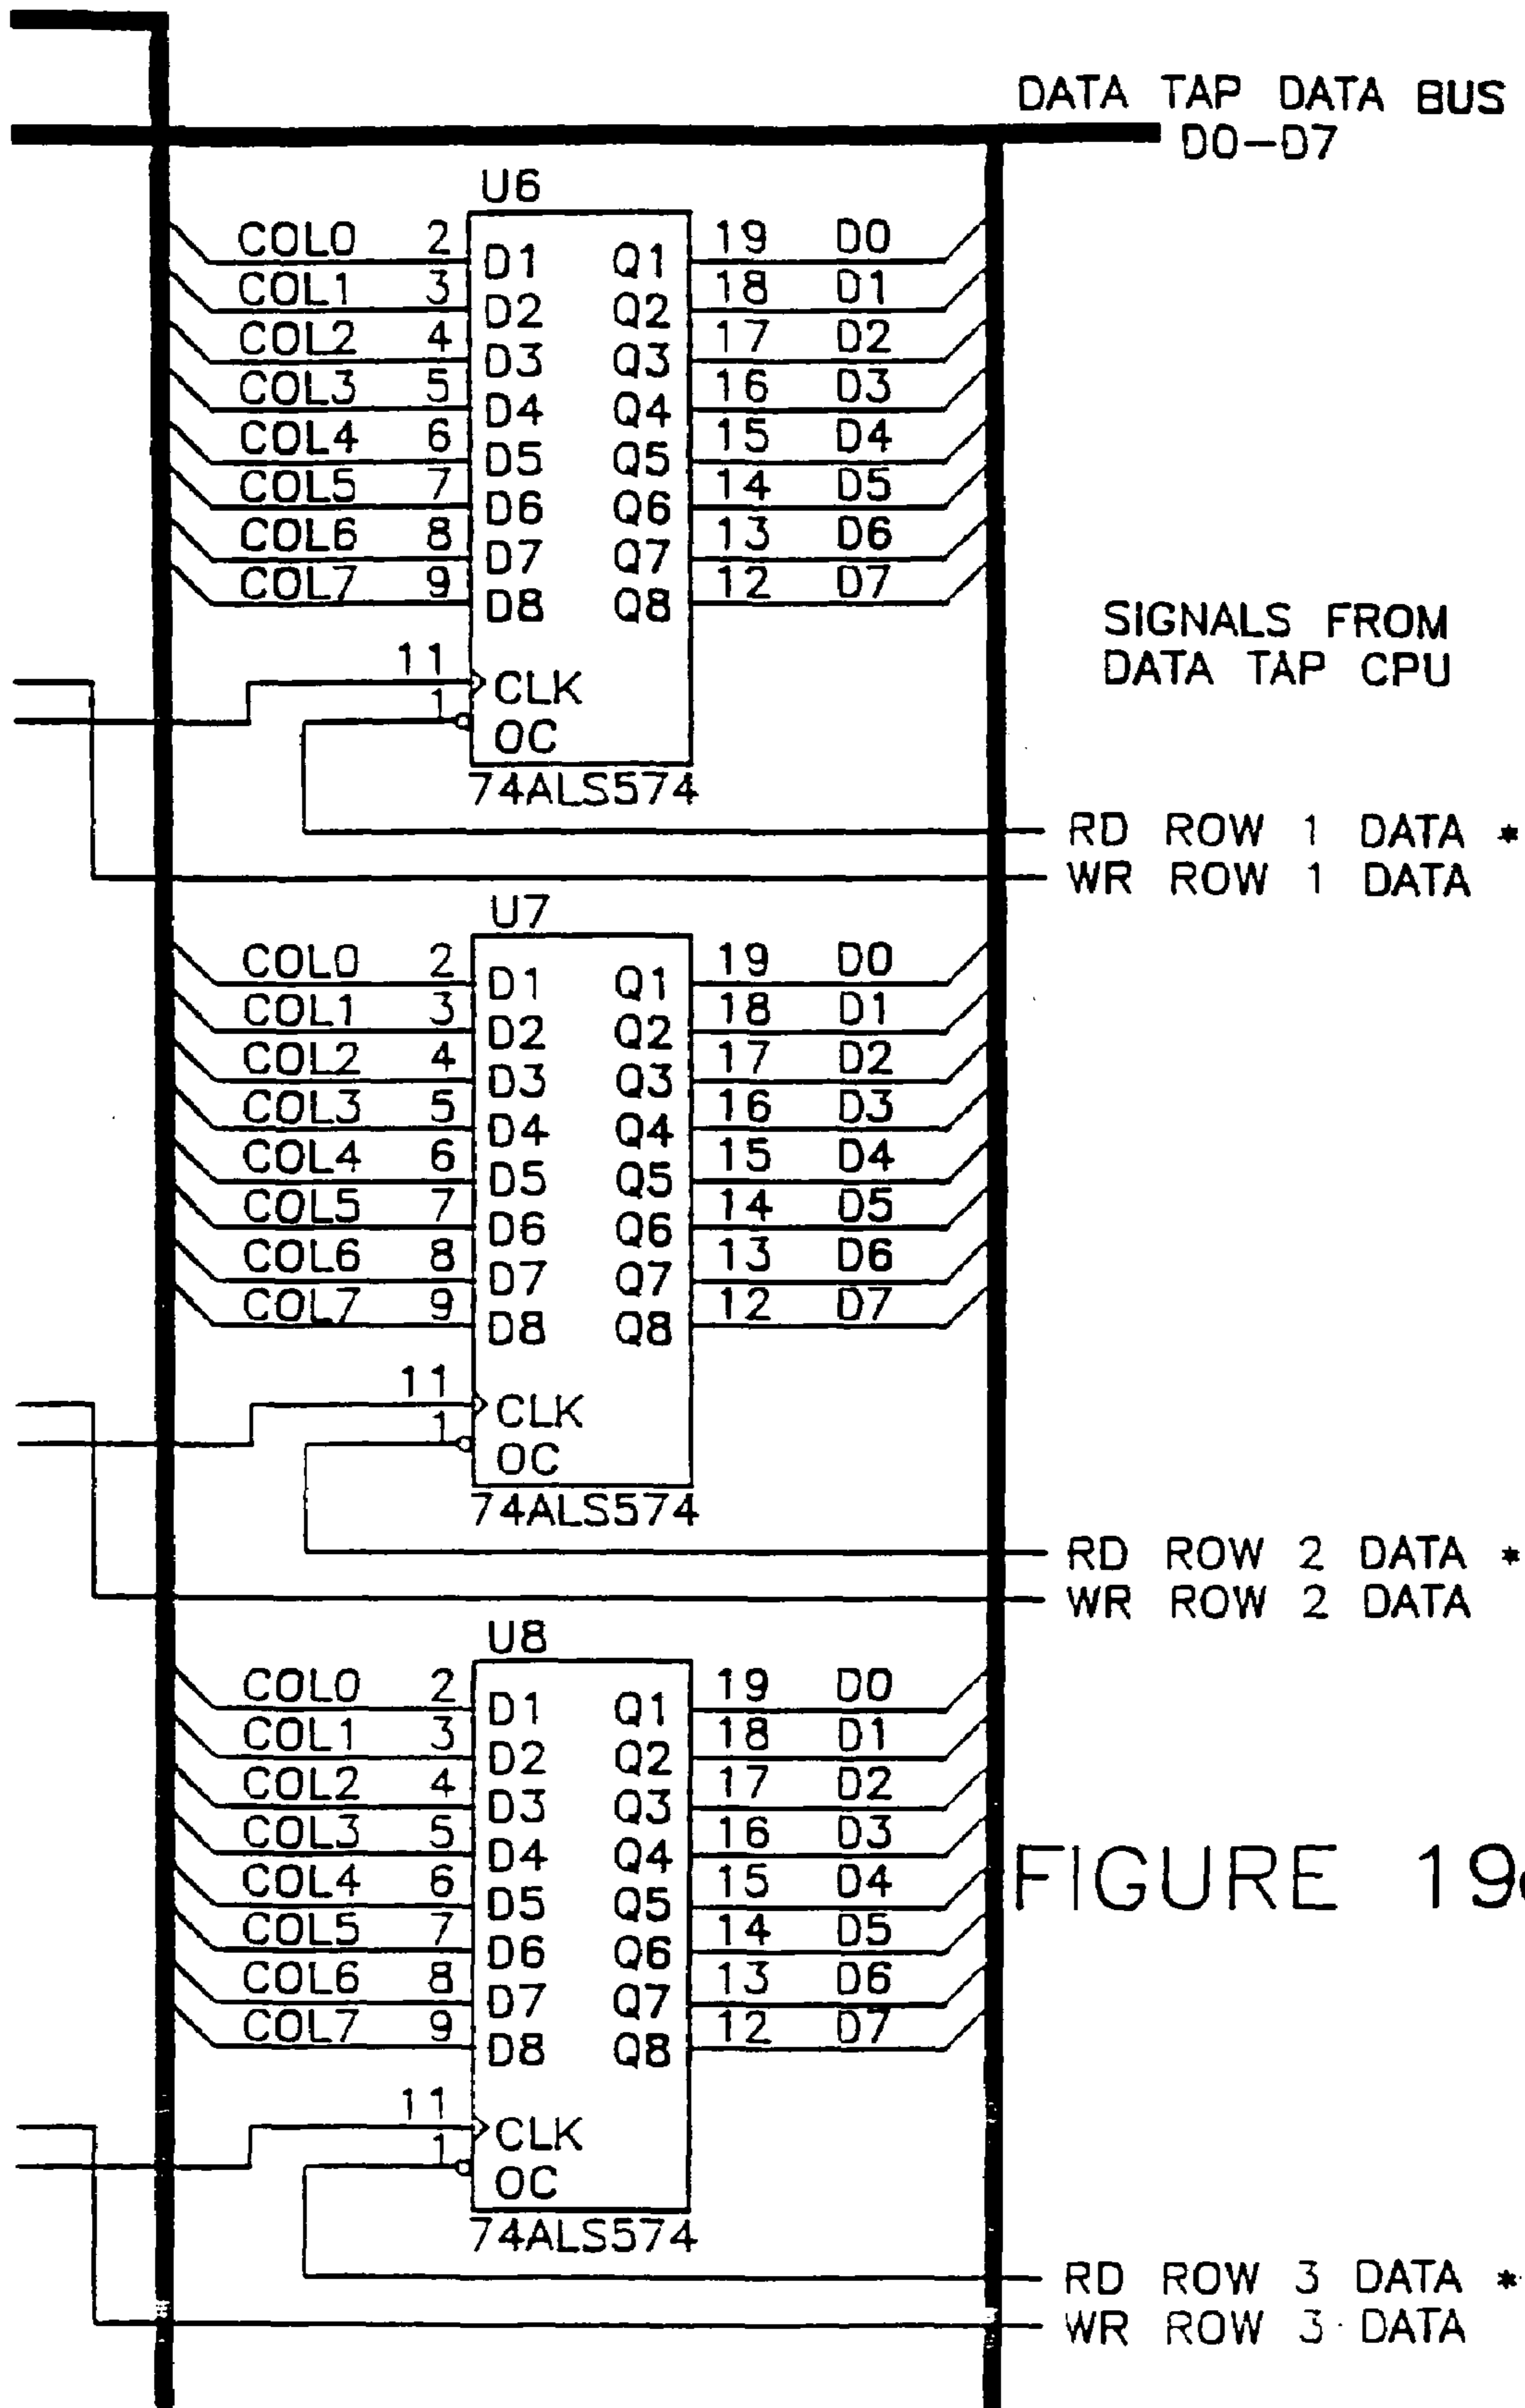 DATA TAP DATA BUS
D0-D7
U6
COL0 2 D1 Q1 19 D0
COL1 3 D2 Q2 18 D1
COL2 4 D3 Q3 17 D2
COL3 5 D4 Q4 16 D3
COL4 6 D5 Q5 15 D4
COL5 7 D6 Q6 14 D5
COL6 8 D7 Q7 13 D6
COL7 9 D8 Q8 12 D7
SIGNALS FROM
DATA TAP CPU
11 CLK
1 OC
74ALS574
RD ROW 1 DATA *
WR ROW 1 DATA
U7
COL0 2 D1 Q1 19 D0
COL1 3 D2 Q2 18 D1
COL2 4 D3 Q3 17 D2
COL3 5 D4 Q4 16 D3
COL4 6 D5 Q5 15 D4
COL5 7 D6 Q6 14 D5
COL6 8 D7 Q7 13 D6
COL7 9 D8 Q8 12 D7
11 CLK
1 OC
74ALS574
RD ROW 2 DATA *
WR ROW 2 DATA
U8
COL0 2 D1 Q1 19 D0
COL1 3 D2 Q2 18 D1
COL2 4 D3 Q3 17 D2
COL3 5 D4 Q4 16 D3
COL4 6 D5 Q5 15 D4
COL5 7 D6 Q6 14 D5
COL6 8 D7 Q7 13 D6
COL7 9 D8 Q8 12 D7
FIGURE
11 CLK
1 OC
74ALS574
RD ROW 3 DATA *
WR ROW 3 DATA